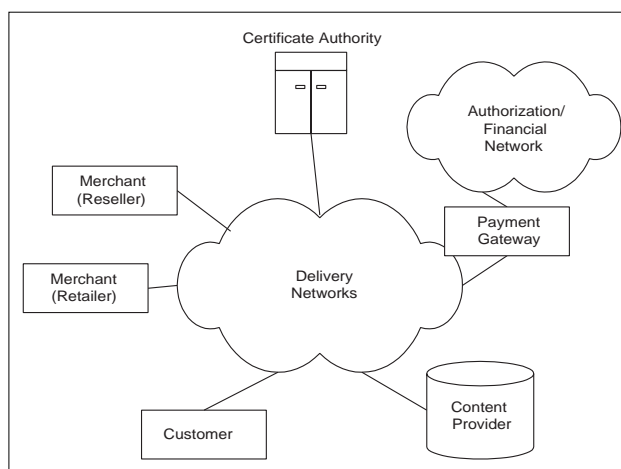 Certificate Authority
Authorization/
Financial
Network
Merchant
(Reseller)
Payment
Gateway
Merchant
(Retailer)
Delivery
Networks
Customer
Content
Provider